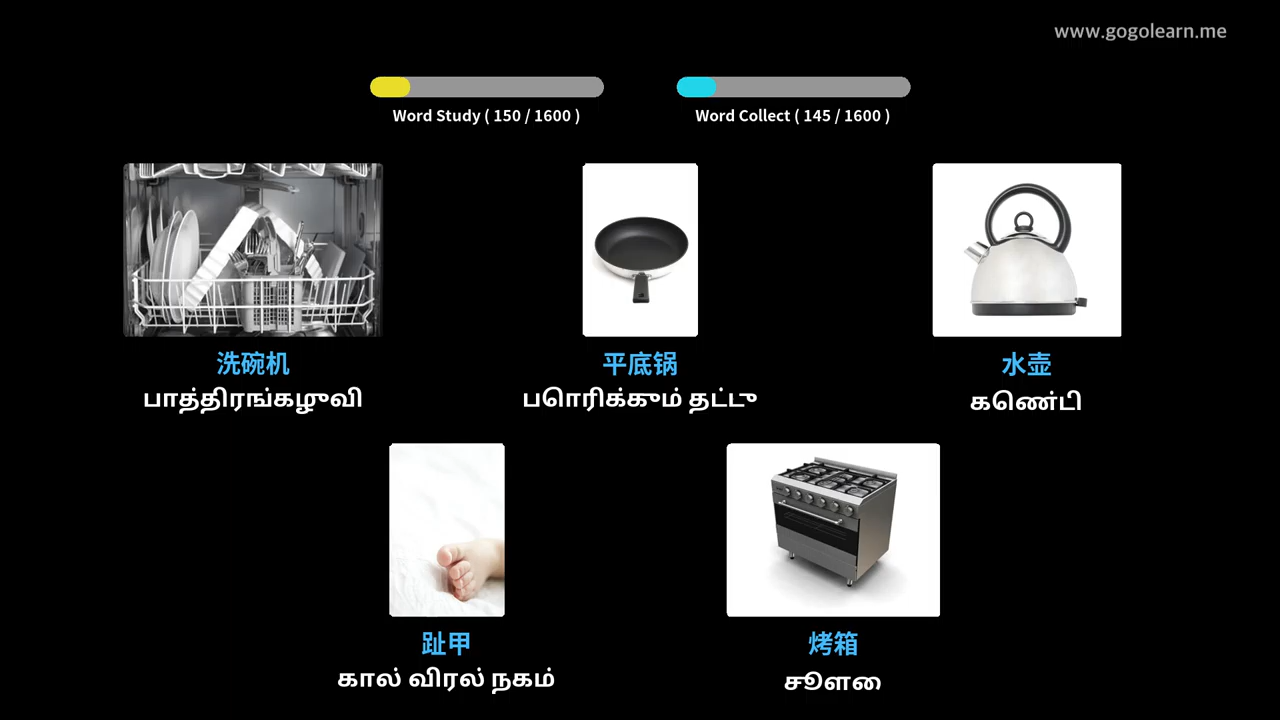 www.gogolearn.me
Word Study ( 150 / 1600 )
Word Collect ( 145 / 1600 )
洗碗机
平底锅
水壶
பாத்திரங்கழுவி
பொரிக்கும் தட்டு
கெண்டி
趾甲
烤箱
கால் விரல் நகம்
சூளை